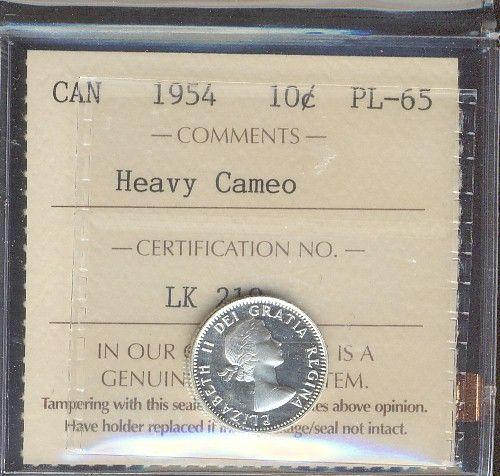 CAN 1954 10¢ PL-65
— COMMENTS —
Heavy Cameo
— CERTIFICATION NO. —
LK
IN OUR IS A
TEM.
Tampering with this above opinion.
Have holder replaced if seal not intact.
ELIZABETH II DEI GRATIA REGINA